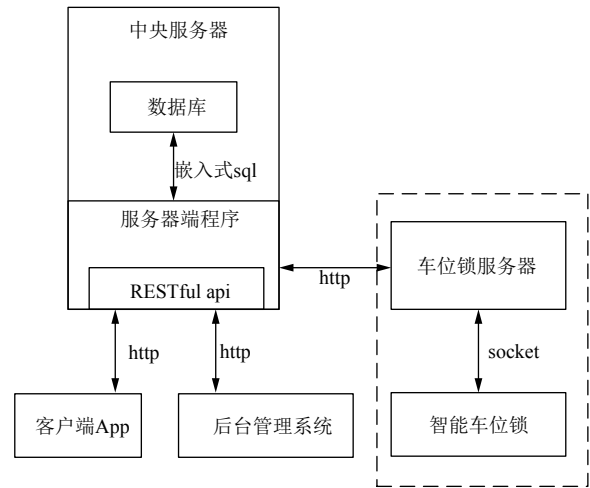 中央服务器
数据库
嵌入式sql
服务器端程序
RESTful api
http
车位锁服务器
http
http
socket
客户端App
后台管理系统
智能车位锁